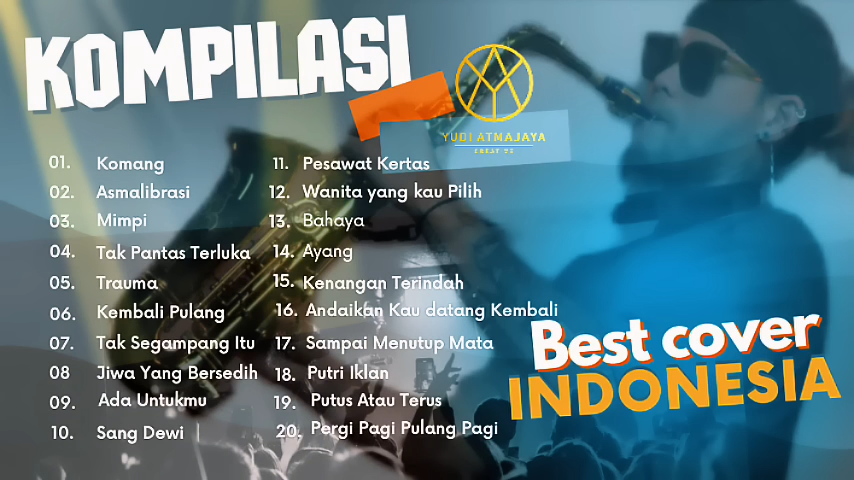 KOMPILASI
YUDI ATMAJAYA
01. Komang
02. Asmalibrasi
03. Mimpi
04. Tak Pantas Terluka
05. Trauma
06. Kembali Pulang
07. Tak Segampang Itu
08 Jiwa Yang Bersedih
09. Ada Untukmu
10. Sang Dewi
11. Pesawat Kertas
12. Wanita yang kau Pilih
13. Bahaya
14. Ayang
15. Kenangan Terindah
16. Andaikan Kau datang Kembali
17. Sampai Menutup Mata
18. Putri Iklan
19. Putus Atau Terus
20. Pergi Pagi Pulang Pagi
Best cover
INDONESIA